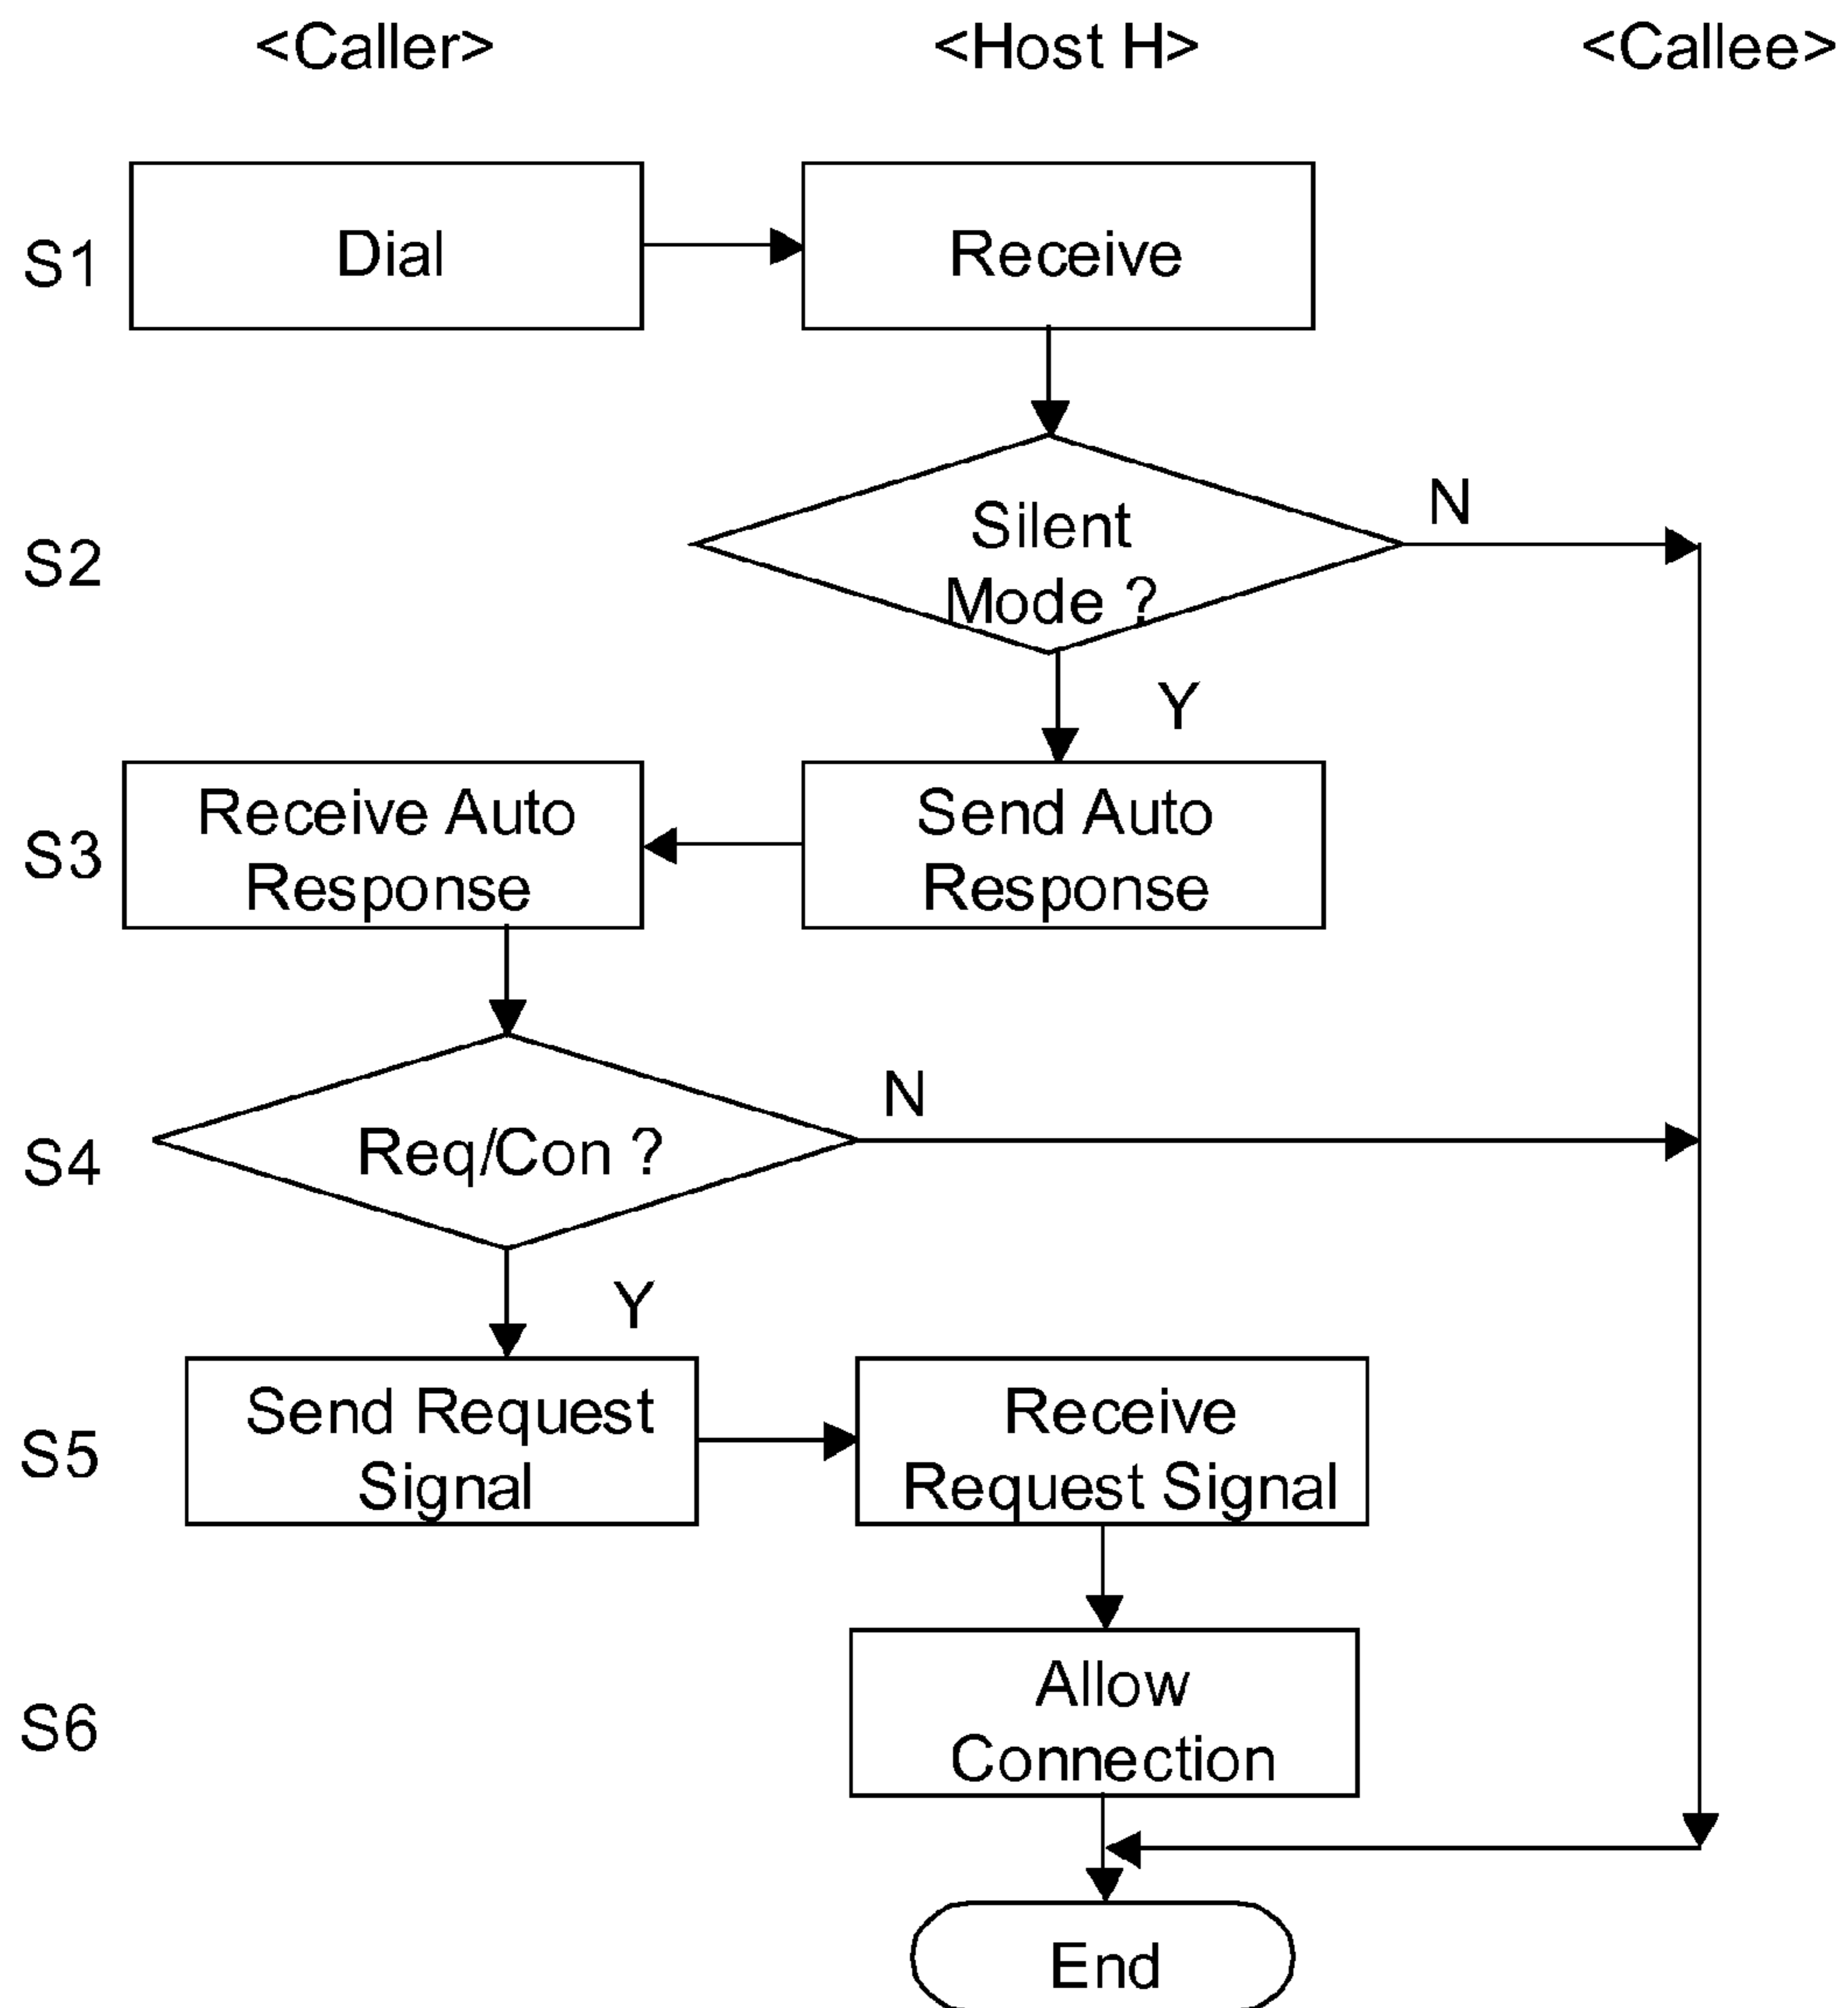 <Caller> <Host H> <Callee>
S1 Dial Receive
S2
N
Silent
Mode ?
Y
S3
Receive Auto
Response
Send Auto
Response
N
S4 Req/Con ?
Y
S5
Send Request
Signal
Receive
Request Signal
S6
Allow
Connection
End